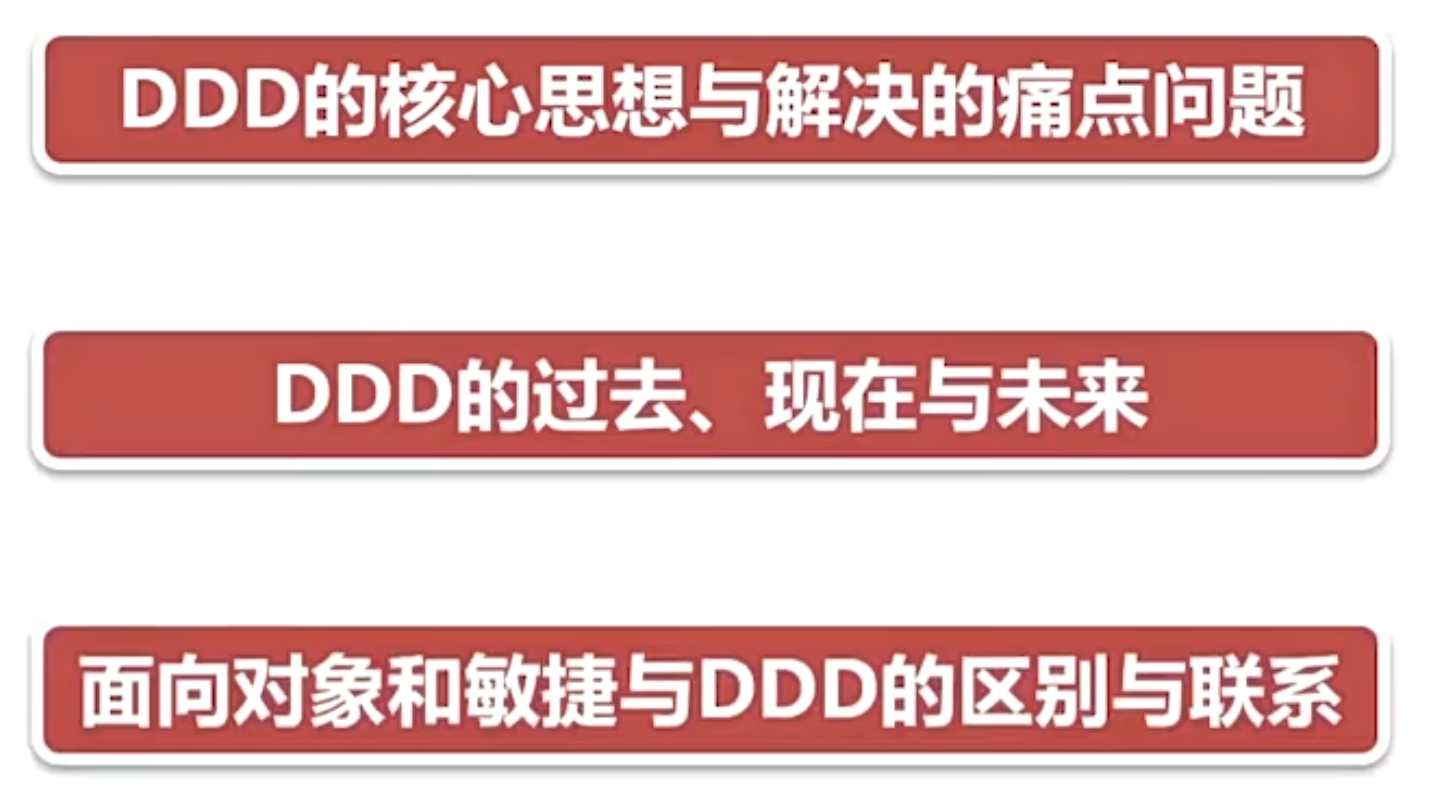 DDD的核心思想与解决的痛点问题
DDD的过去、现在与未来
面向对象和敏捷与DDD的区别与联系